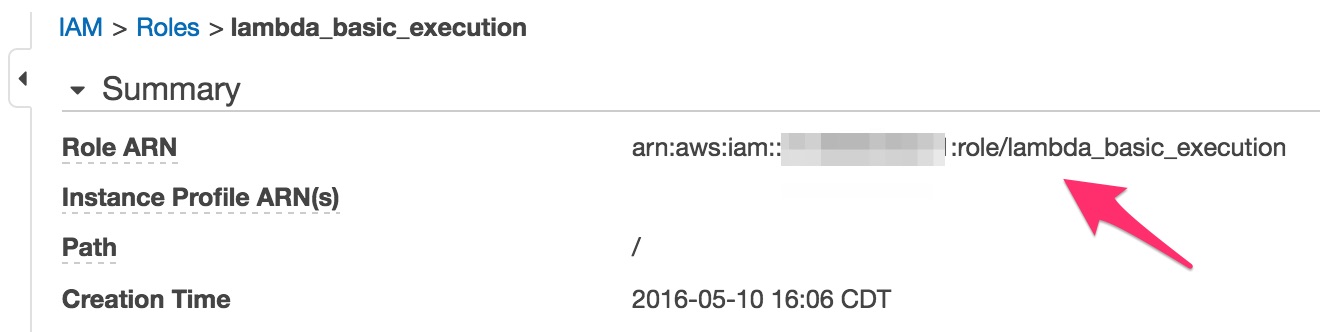 IAM > Roles > lambda_basic_execution
Summary
Role ARN arn:aws:iam:: :role/lambda_basic_execution
Instance Profile ARN(s)
Path /
Creation Time 2016-05-10 16:06 CDT